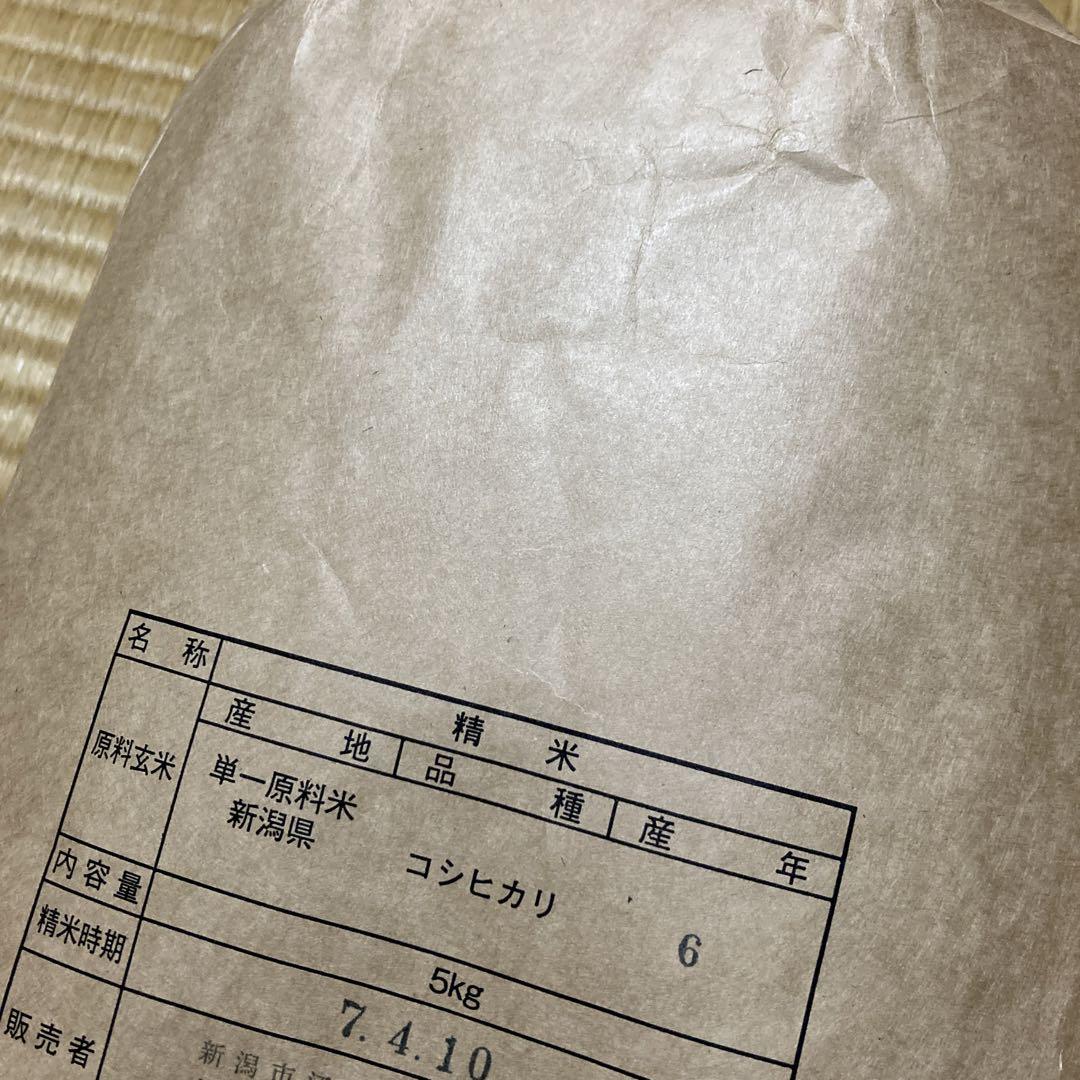 名称 精米
原料玄米 産地 品種 産年
単一原料米
新潟県 コシヒカリ 6
内容量 5kg
精米時期 7.4.10
販売者 新潟市